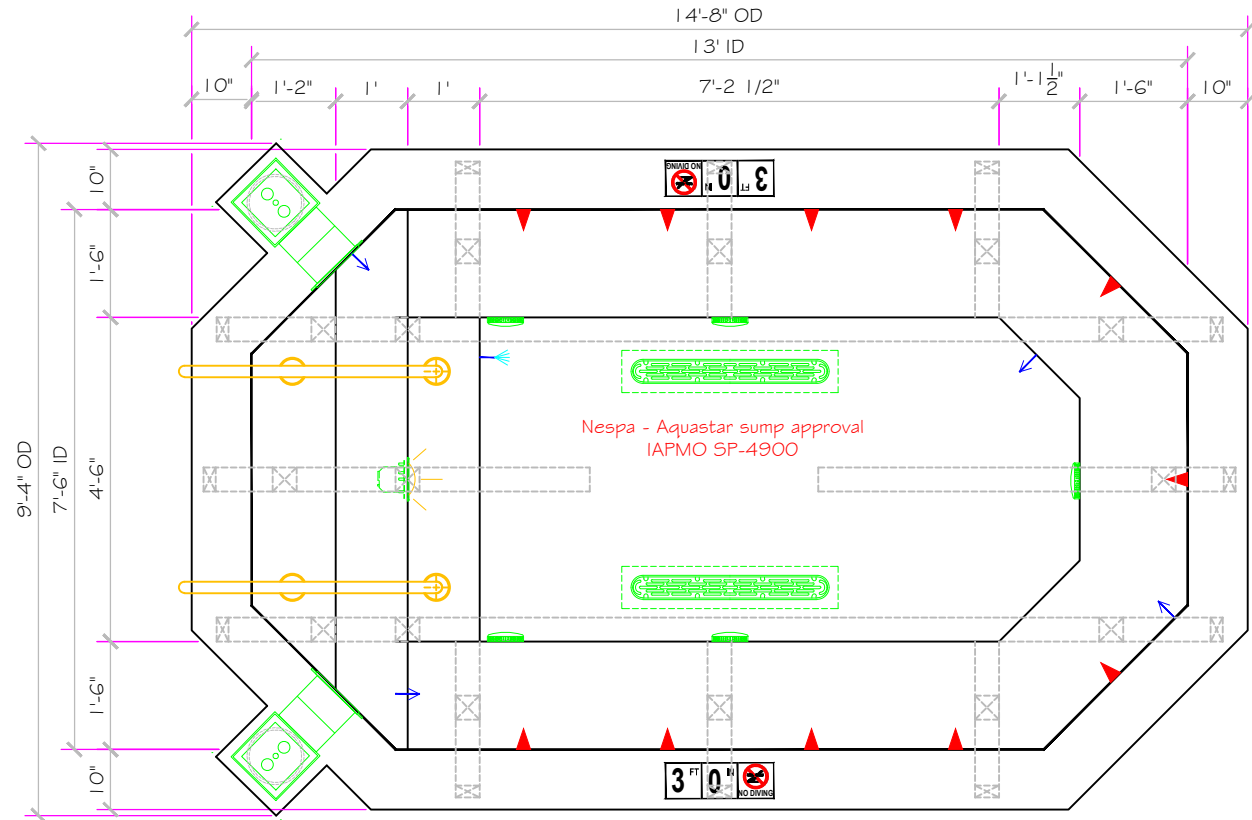 14'-8" OD
13' ID
10" 1'-2" 1' 1' 7'-2 1/2" 1'-1 1/2" 1'-6" 10"
NO DIVING 0 IN 3 FT
10"
1'-6"
4'-6"
1'-6"
10"
9'-4" OD
7'-6" ID
Nespa - Aquastar sump approval
IAPMO SP-4900
3 FT 0 IN NO DIVING